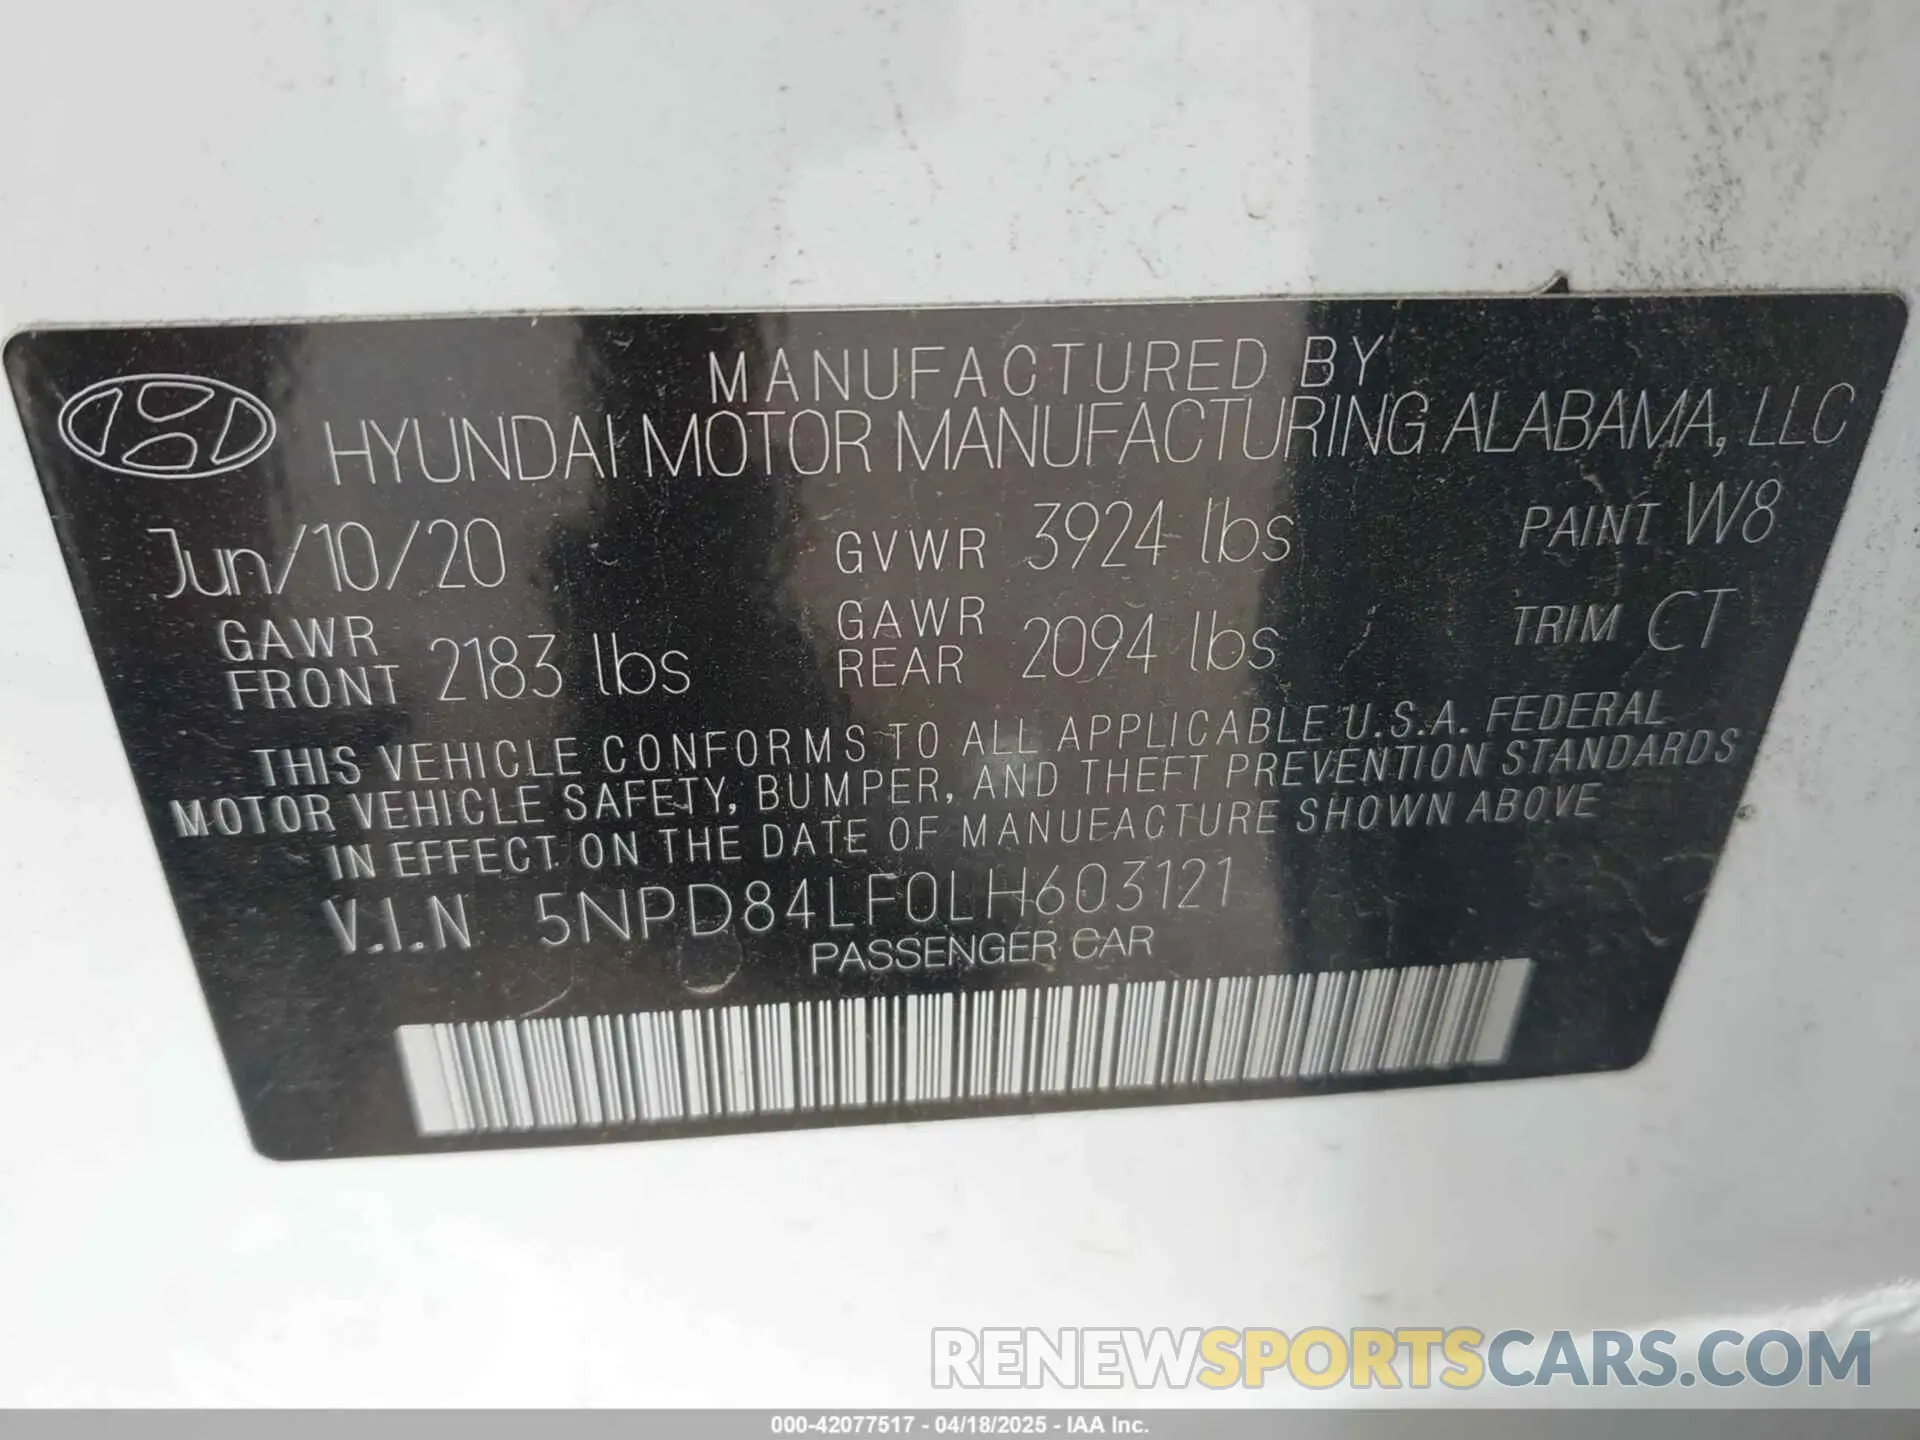 MANUFACTURED BY
HYUNDAI MOTOR MANUFACTURING ALABAMA, LLC
Jun/10/20 GVWR 3924 lbs PAINT W8
GAWR FRONT 2183 lbs GAWR REAR 2094 lbs TRIM CT
THIS VEHICLE CONFORMS TO ALL APPLICABLE U.S.A. FEDERAL
MOTOR VEHICLE SAFETY, BUMPER, AND THEFT PREVENTION STANDARDS
IN EFFECT ON THE DATE OF MANUFACTURE SHOWN ABOVE
V.I.N 5NPD84LF0LH603121
PASSENGER CAR
RENEWSPORTSCARS.COM
000-42077517 - 04/18/2025 - IAA Inc.